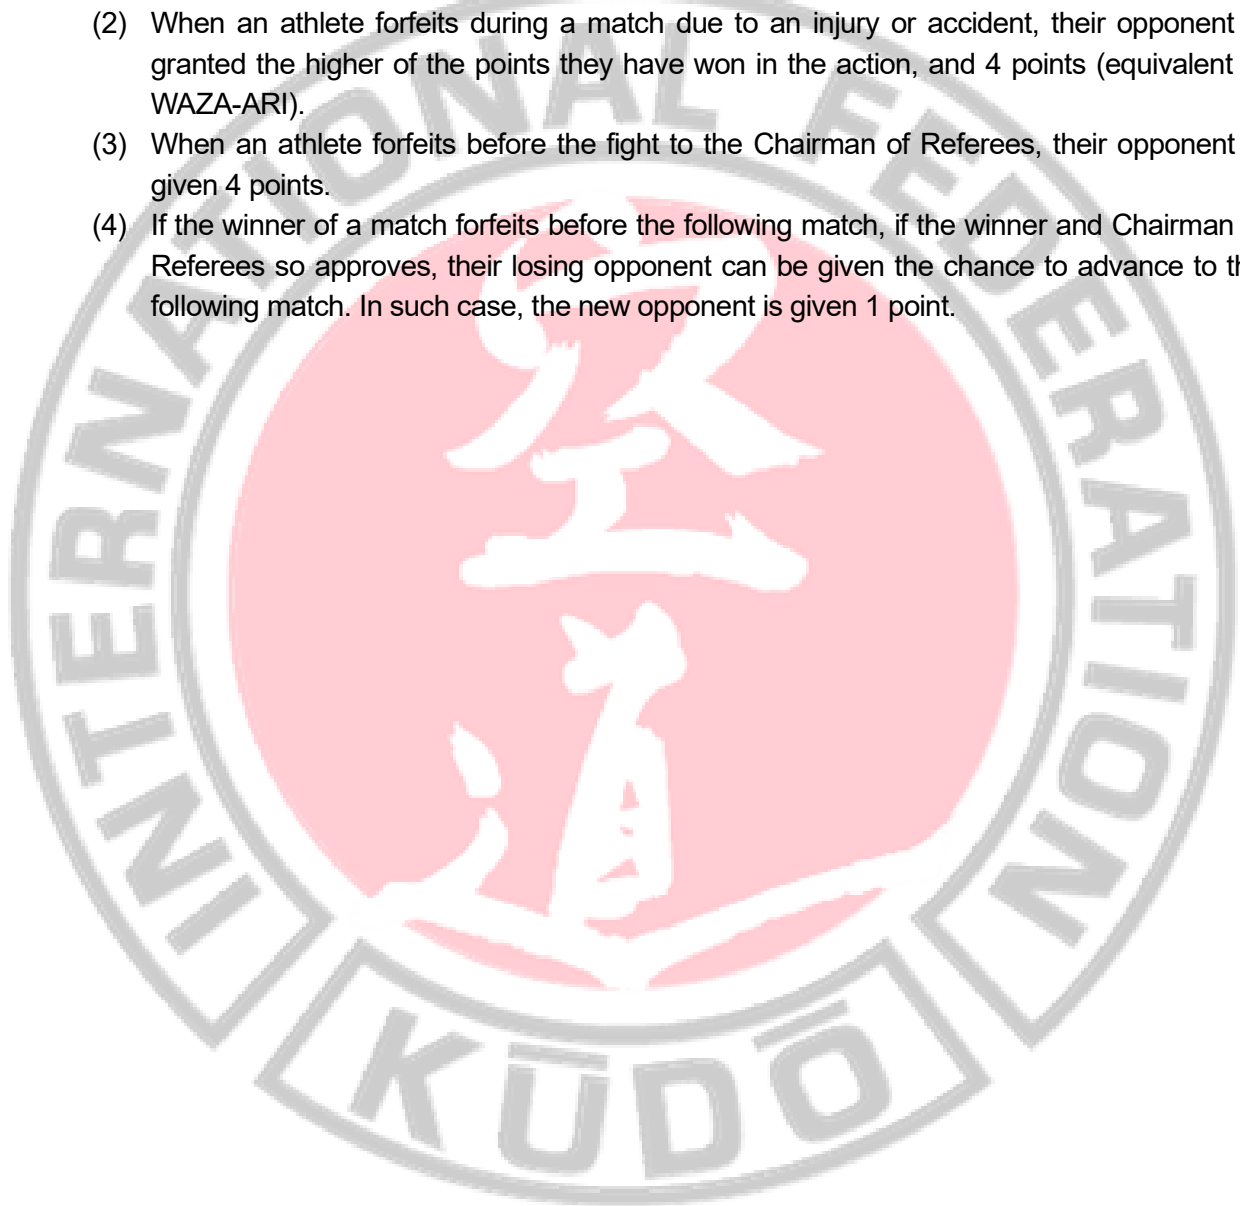 (2) When an athlete forfeits during a match due to an injury or accident, their opponent
granted the higher of the points they have won in the action, and 4 points (equivalent
WAZA-ARI).
(3) When an athlete forfeits before the fight to the Chairman of Referees, their opponent
given 4 points.
(4) If the winner of a match forfeits before the following match, if the winner and Chairman
Referees so approves, their losing opponent can be given the chance to advance to th
following match. In such case, the new opponent is given 1 point.
INTERNATIONAL FEDERATION
空
道
KŪDŌ